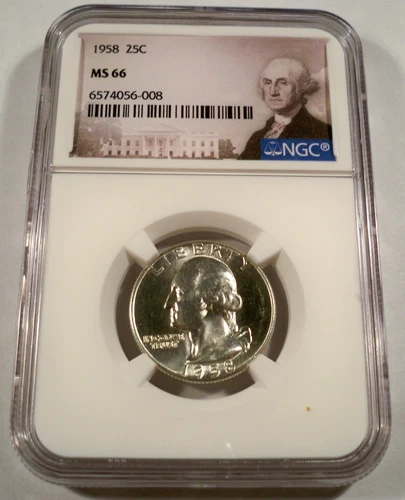 1958 25C
MS 66
6574056-008
NGC®
LIBERTY
IN GOD WE
TRUST
1958